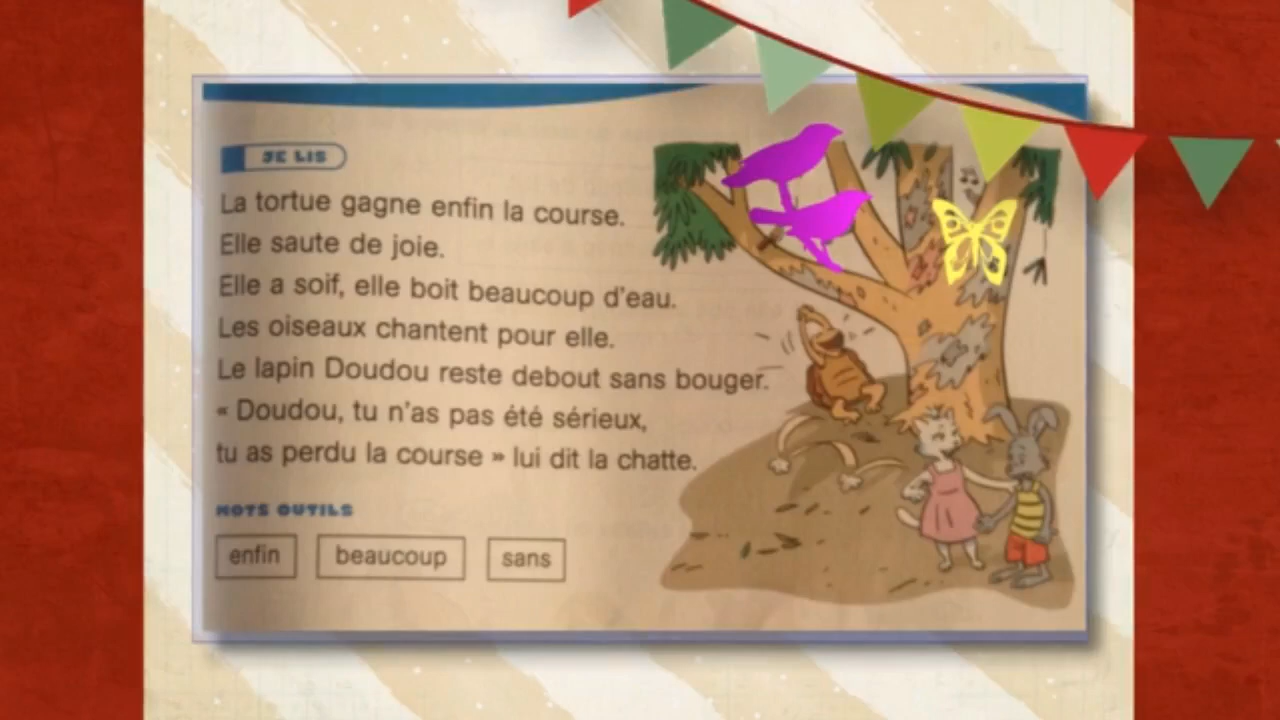 JE LIS
La tortue gagne enfin la course.
Elle saute de joie.
Elle a soif, elle boit beaucoup d'eau.
Les oiseaux chantent pour elle.
Le lapin Doudou reste debout sans bouger.
« Doudou, tu n'as pas été sérieux,
tu as perdu la course » lui dit la chatte.
MOTS OUTILS
enfin beaucoup sans